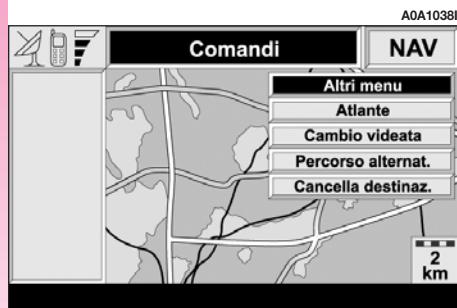 A0A1038I
Comandi
NAV
Altri menu
Atlante
Cambio videata
Percorso alternat.
Cancella destinaz.
2
km